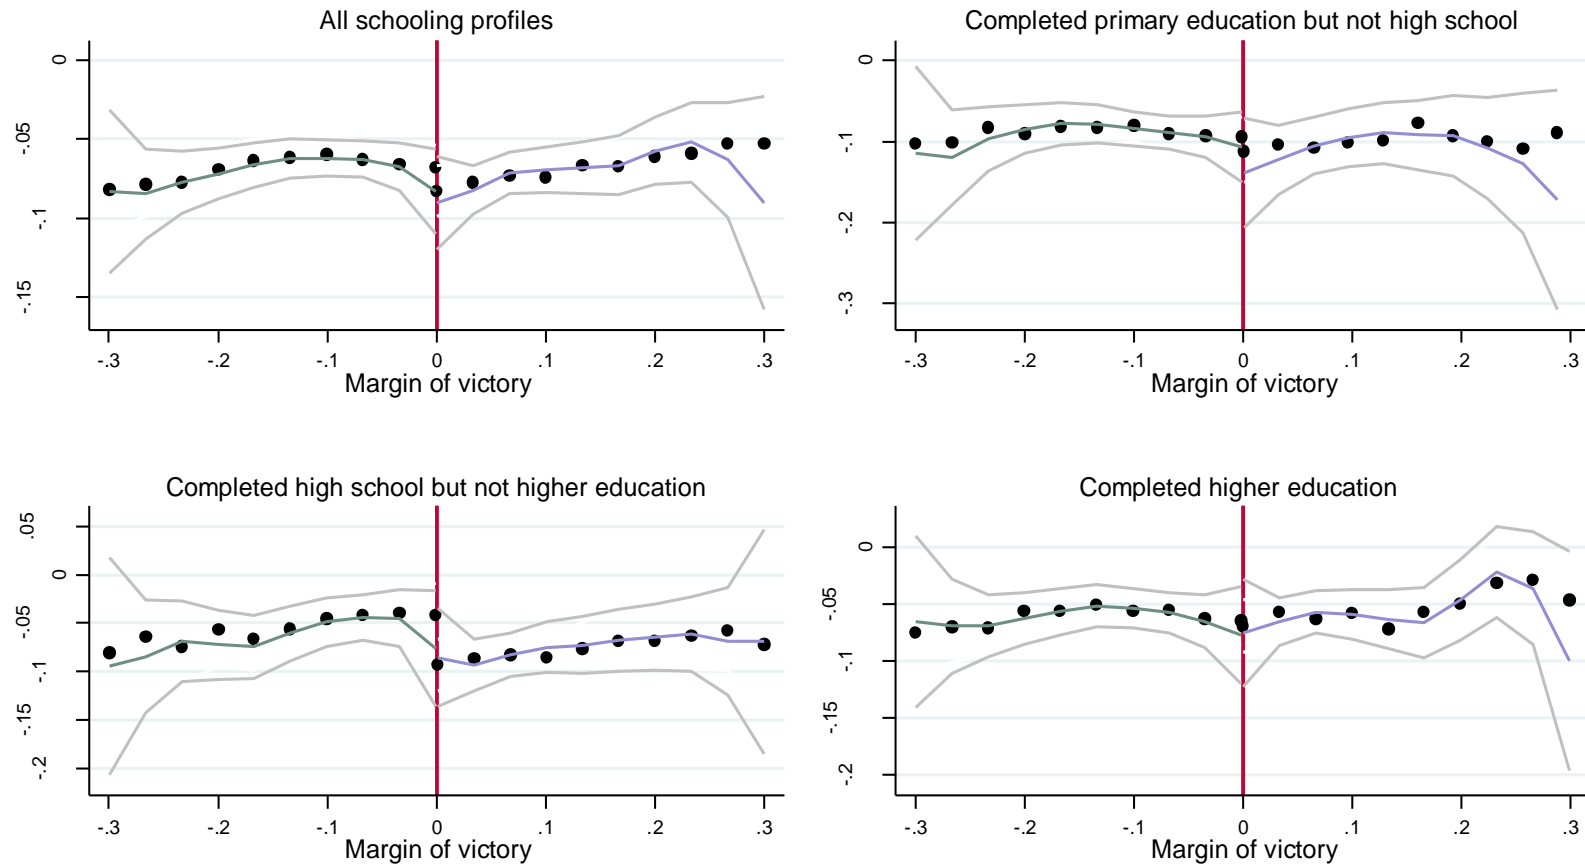 All schooling profiles
0
-.05
-.1
-.15
-.3 -.2 -.1 0 .1 .2 .3
Margin of victory
Completed primary education but not high school
0
-.1
-.2
-.3
-.3 -.2 -.1 0 .1 .2 .3
Margin of victory
Completed high school but not higher education
.05
0
-.05
-.1
-.15
-.2
-.3 -.2 -.1 0 .1 .2 .3
Margin of victory
Completed higher education
0
-.05
-.1
-.15
-.2
-.3 -.2 -.1 0 .1 .2 .3
Margin of victory